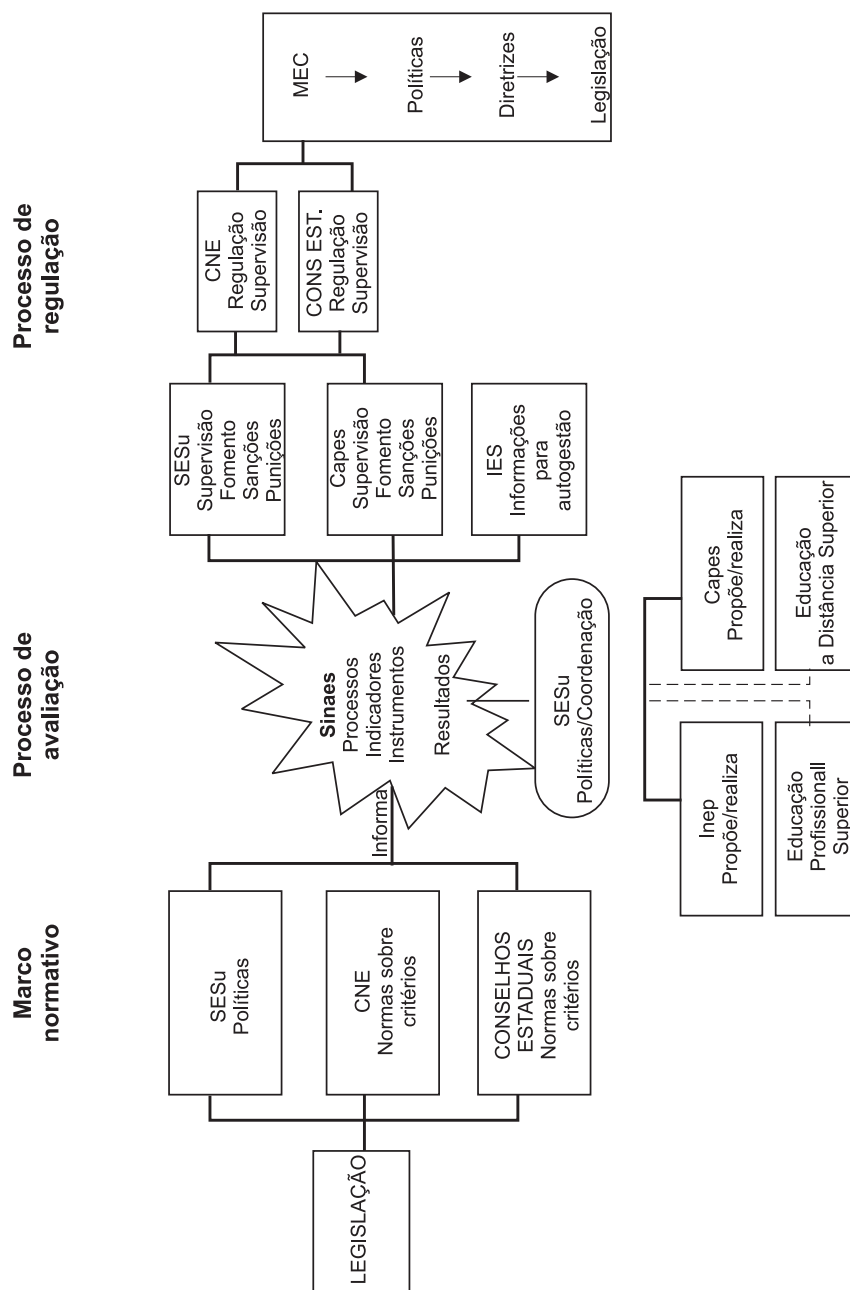 Marco
normativo
Processo de
avaliação
Processo de
regulação
LEGISLAÇÃO
SESu
Políticas
CNE
Normas sobre
critérios
CONSELHOS
ESTADUAIS
Normas sobre
critérios
Informa
Sinaes
Processos
Indicadores
Instrumentos
Resultados
SESu
Políticas/Coordenação
Inep
Propõe/realiza
Capes
Propõe/realiza
Educação
Profissionall
Superior
Educação
a Distância Superior
SESu
Supervisão
Fomento
Sanções
Punições
Capes
Supervisão
Fomento
Sanções
Punições
IES
Informações
para
autogestão
CNE
Regulação
Supervisão
CONS EST.
Regulação
Supervisão
MEC
Políticas
Diretrizes
Legislação